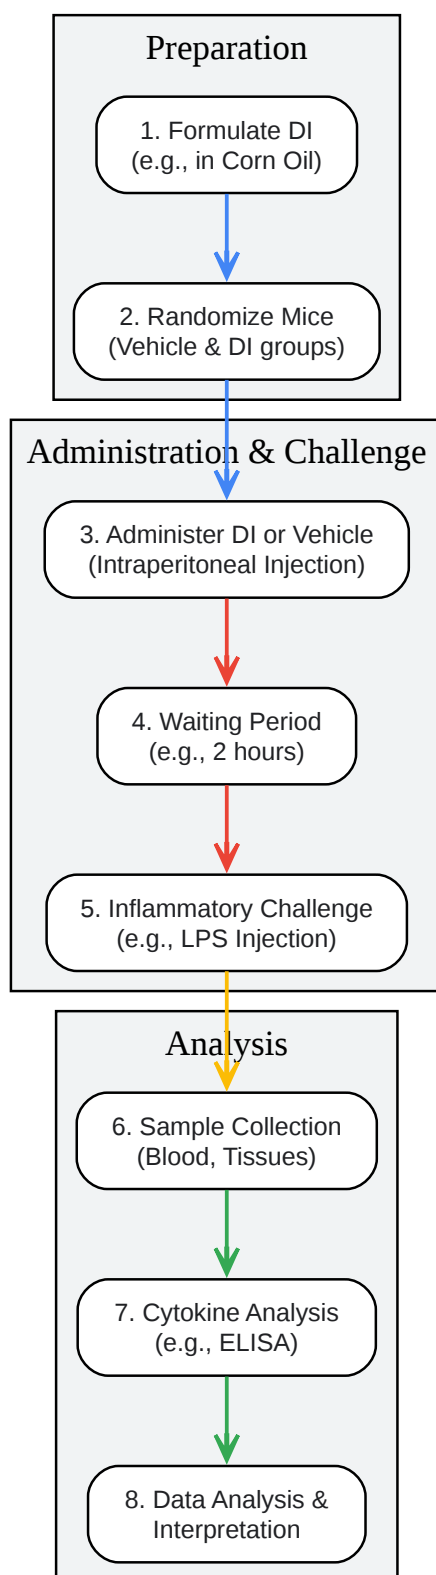 Preparation
1. Formulate DI
(e.g., in Corn Oil)
2. Randomize Mice
(Vehicle & DI groups)
Administration & Challenge
3. Administer DI or Vehicle
(Intraperitoneal Injection)
4. Waiting Period
(e.g., 2 hours)
5. Inflammatory Challenge
(e.g., LPS Injection)
Analysis
6. Sample Collection
(Blood, Tissues)
7. Cytokine Analysis
(e.g., ELISA)
8. Data Analysis &
Interpretation